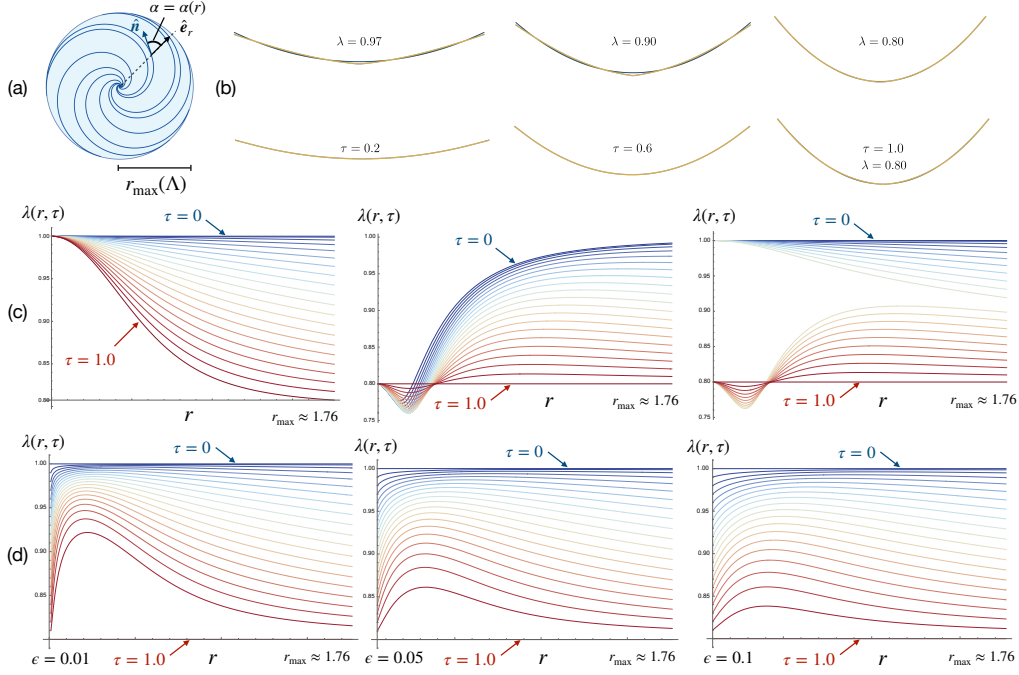 (a)
α = α(r)
n̂
ê_r
r_max(Λ)
(b)
λ = 0.97
λ = 0.90
λ = 0.80
τ = 0.2
τ = 0.6
τ = 1.0
λ = 0.80
(c)
λ(r, τ)
τ = 0
1.00
0.95
0.90
0.85
0.80
τ = 1.0
r
r_max ≈ 1.76
λ(r, τ)
τ = 0
1.00
0.95
0.90
0.85
0.80
0.75
τ = 1.0
r
r_max ≈ 1.76
λ(r, τ)
τ = 0
1.00
0.95
0.90
0.85
0.80
0.75
τ = 1.0
r
r_max ≈ 1.76
(d)
λ(r, τ)
τ = 0
1.00
0.95
0.90
0.85
ϵ = 0.01
τ = 1.0
r
r_max ≈ 1.76
λ(r, τ)
τ = 0
1.00
0.95
0.90
0.85
ϵ = 0.05
τ = 1.0
r
r_max ≈ 1.76
λ(r, τ)
τ = 0
1.00
0.95
0.90
0.85
ϵ = 0.1
τ = 1.0
r
r_max ≈ 1.76